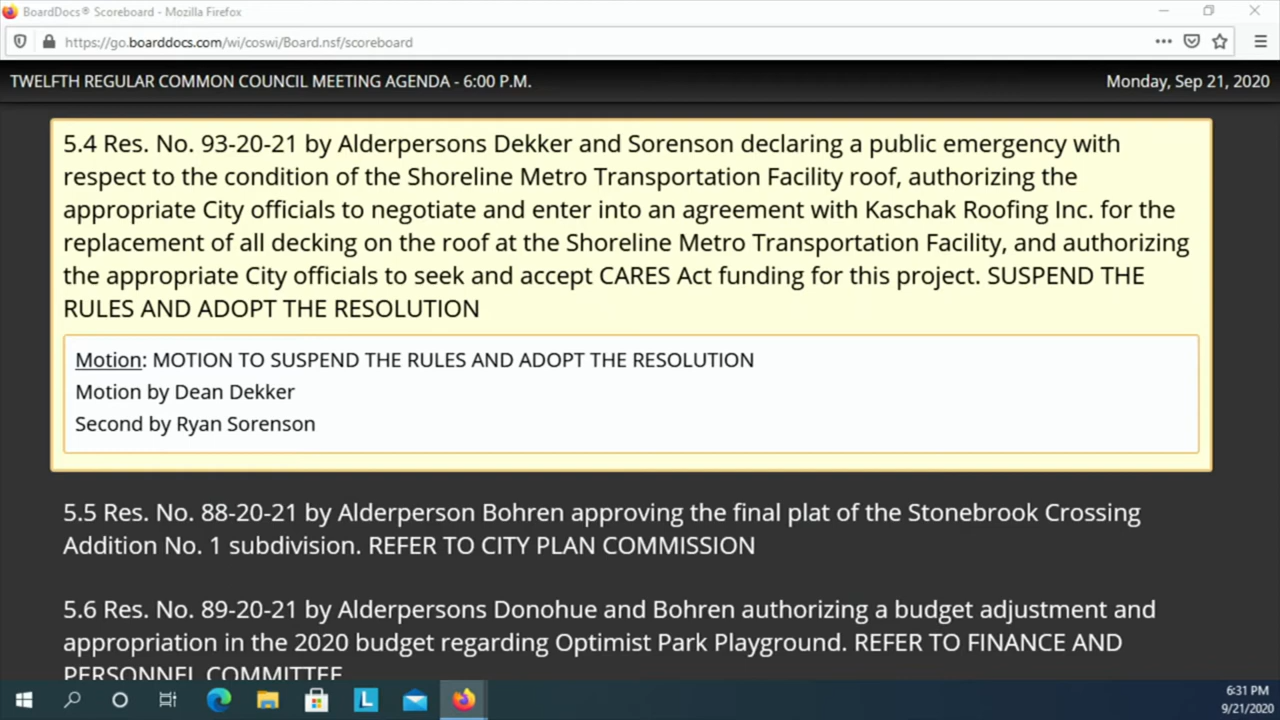 BoardDocs® Scoreboard - Mozilla Firefox
https://go.boarddocs.com/wi/coswi/Board.nsf/scoreboard
TWELFTH REGULAR COMMON COUNCIL MEETING AGENDA - 6:00 P.M.
Monday, Sep 21, 2020
5.4 Res. No. 93-20-21 by Alderpersons Dekker and Sorenson declaring a public emergency with
respect to the condition of the Shoreline Metro Transportation Facility roof, authorizing the
appropriate City officials to negotiate and enter into an agreement with Kaschak Roofing Inc. for the
replacement of all decking on the roof at the Shoreline Metro Transportation Facility, and authorizing
the appropriate City officials to seek and accept CARES Act funding for this project. SUSPEND THE
RULES AND ADOPT THE RESOLUTION
Motion: MOTION TO SUSPEND THE RULES AND ADOPT THE RESOLUTION
Motion by Dean Dekker
Second by Ryan Sorenson
5.5 Res. No. 88-20-21 by Alderperson Bohren approving the final plat of the Stonebrook Crossing
Addition No. 1 subdivision. REFER TO CITY PLAN COMMISSION
5.6 Res. No. 89-20-21 by Alderpersons Donohue and Bohren authorizing a budget adjustment and
appropriation in the 2020 budget regarding Optimist Park Playground. REFER TO FINANCE AND
PERSONNEL COMMITTEE
L
6:31 PM
9/21/2020